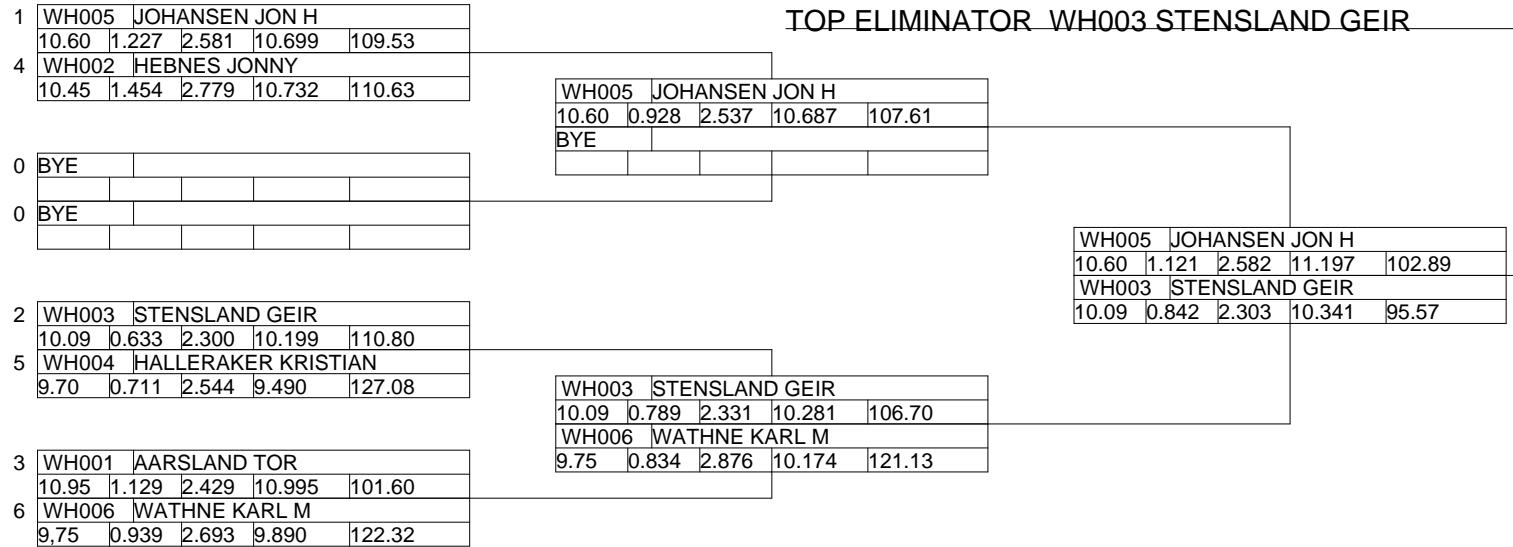 TOP ELIMINATOR WH003 STENSLAND GEIR
1 WH005 JOHANSEN JON H
10.60 1.227 2.581 10.699 109.53
4 WH002 HEBNES JONNY
10.45 1.454 2.779 10.732 110.63
0 BYE
0 BYE
2 WH003 STENSLAND GEIR
10.09 0.633 2.300 10.199 110.80
5 WH004 HALLERAKER KRISTIAN
9.70 0.711 2.544 9.490 127.08
3 WH001 AARSLAND TOR
10.95 1.129 2.429 10.995 101.60
6 WH006 WATHNE KARL M
9,75 0.939 2.693 9.890 122.32
WH005 JOHANSEN JON H
10.60 0.928 2.537 10.687 107.61
BYE
WH003 STENSLAND GEIR
10.09 0.789 2.331 10.281 106.70
WH006 WATHNE KARL M
9.75 0.834 2.876 10.174 121.13
WH005 JOHANSEN JON H
10.60 1.121 2.582 11.197 102.89
WH003 STENSLAND GEIR
10.09 0.842 2.303 10.341 95.57